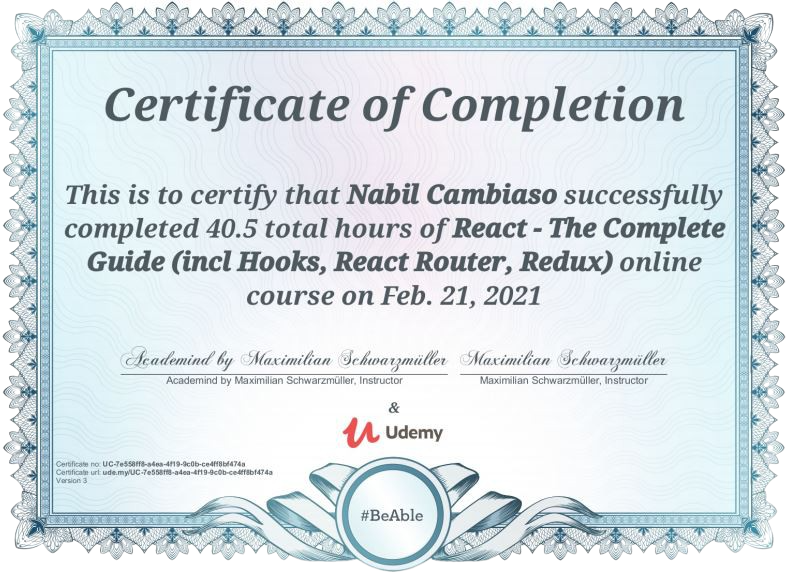 Certificate of Completion
This is to certify that Nabil Cambiaso successfully
completed 40.5 total hours of React - The Complete
Guide (incl Hooks, React Router, Redux) online
course on Feb. 21, 2021
Academind by Maximilian Schwarzmüller
Maximilian Schwarzmüller
Academind by Maximilian Schwarzmüller, Instructor
Maximilian Schwarzmüller, Instructor
&
Udemy
Certificate no: UC-7e558ff8-a4ea-4f19-9c0b-ce4ff8bf474a
Certificate url: ude.my/UC-7e558ff8-a4ea-4f19-9c0b-ce4ff8bf474a
Version 3
#BeAble